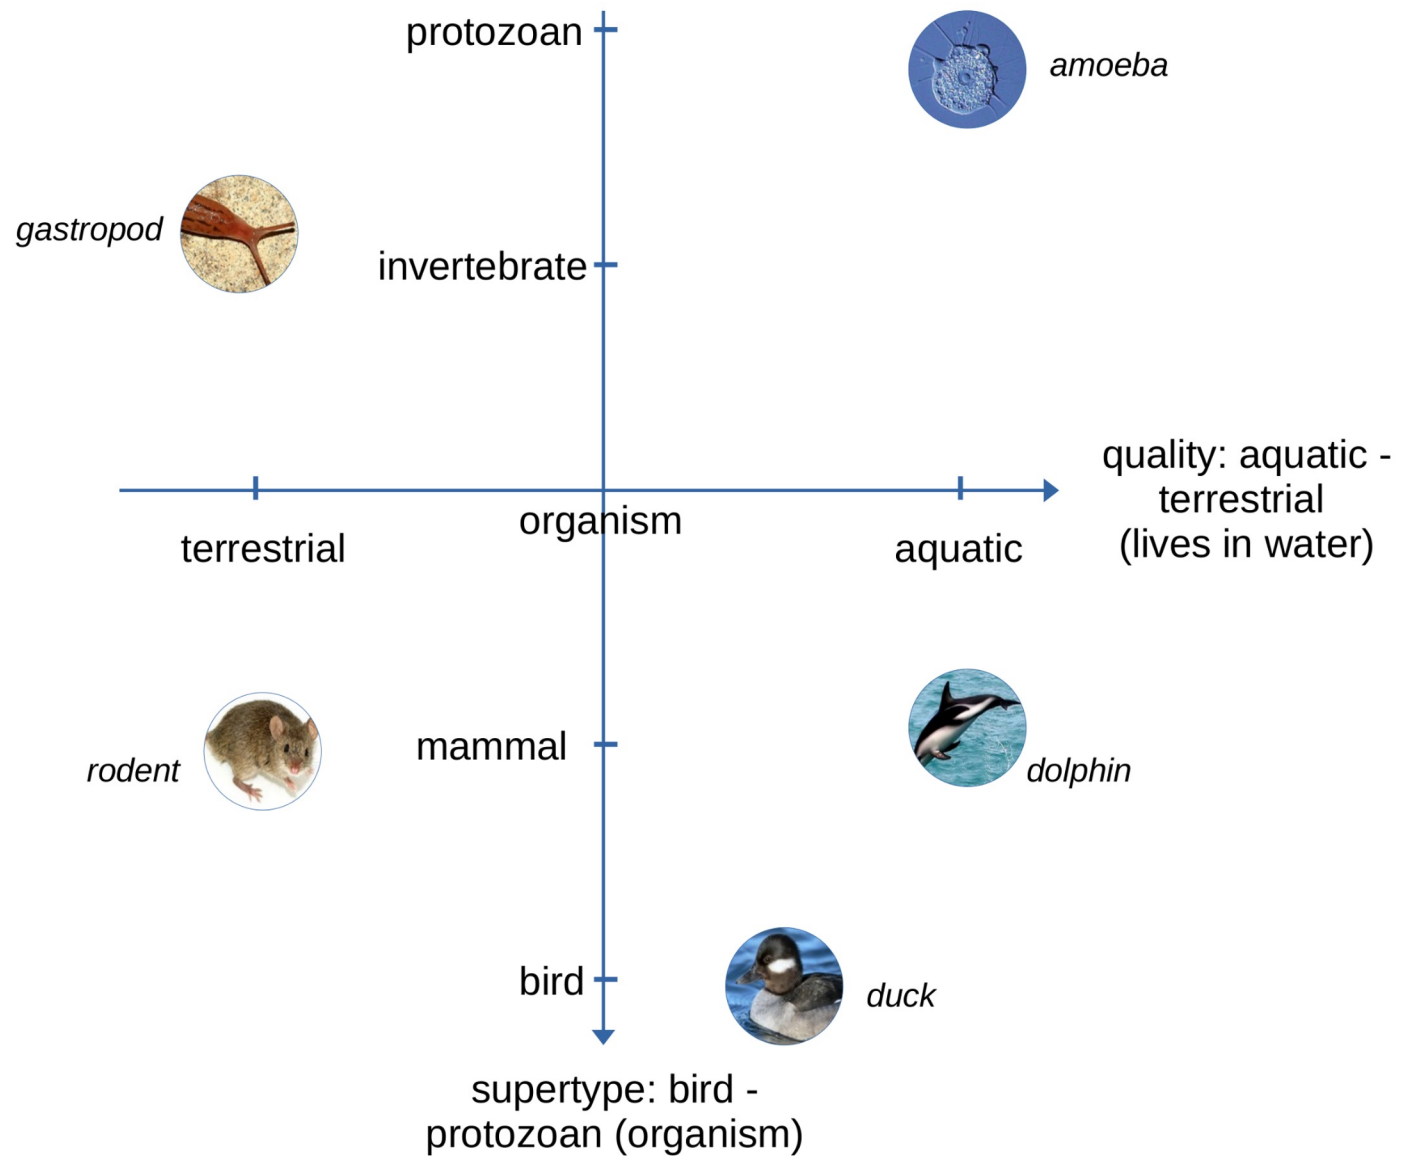 protozoan
amoeba
gastropod
invertebrate
quality: aquatic -
terrestrial
(lives in water)
organism
terrestrial
aquatic
mammal
rodent
dolphin
bird
duck
supertype: bird -
protozoan (organism)